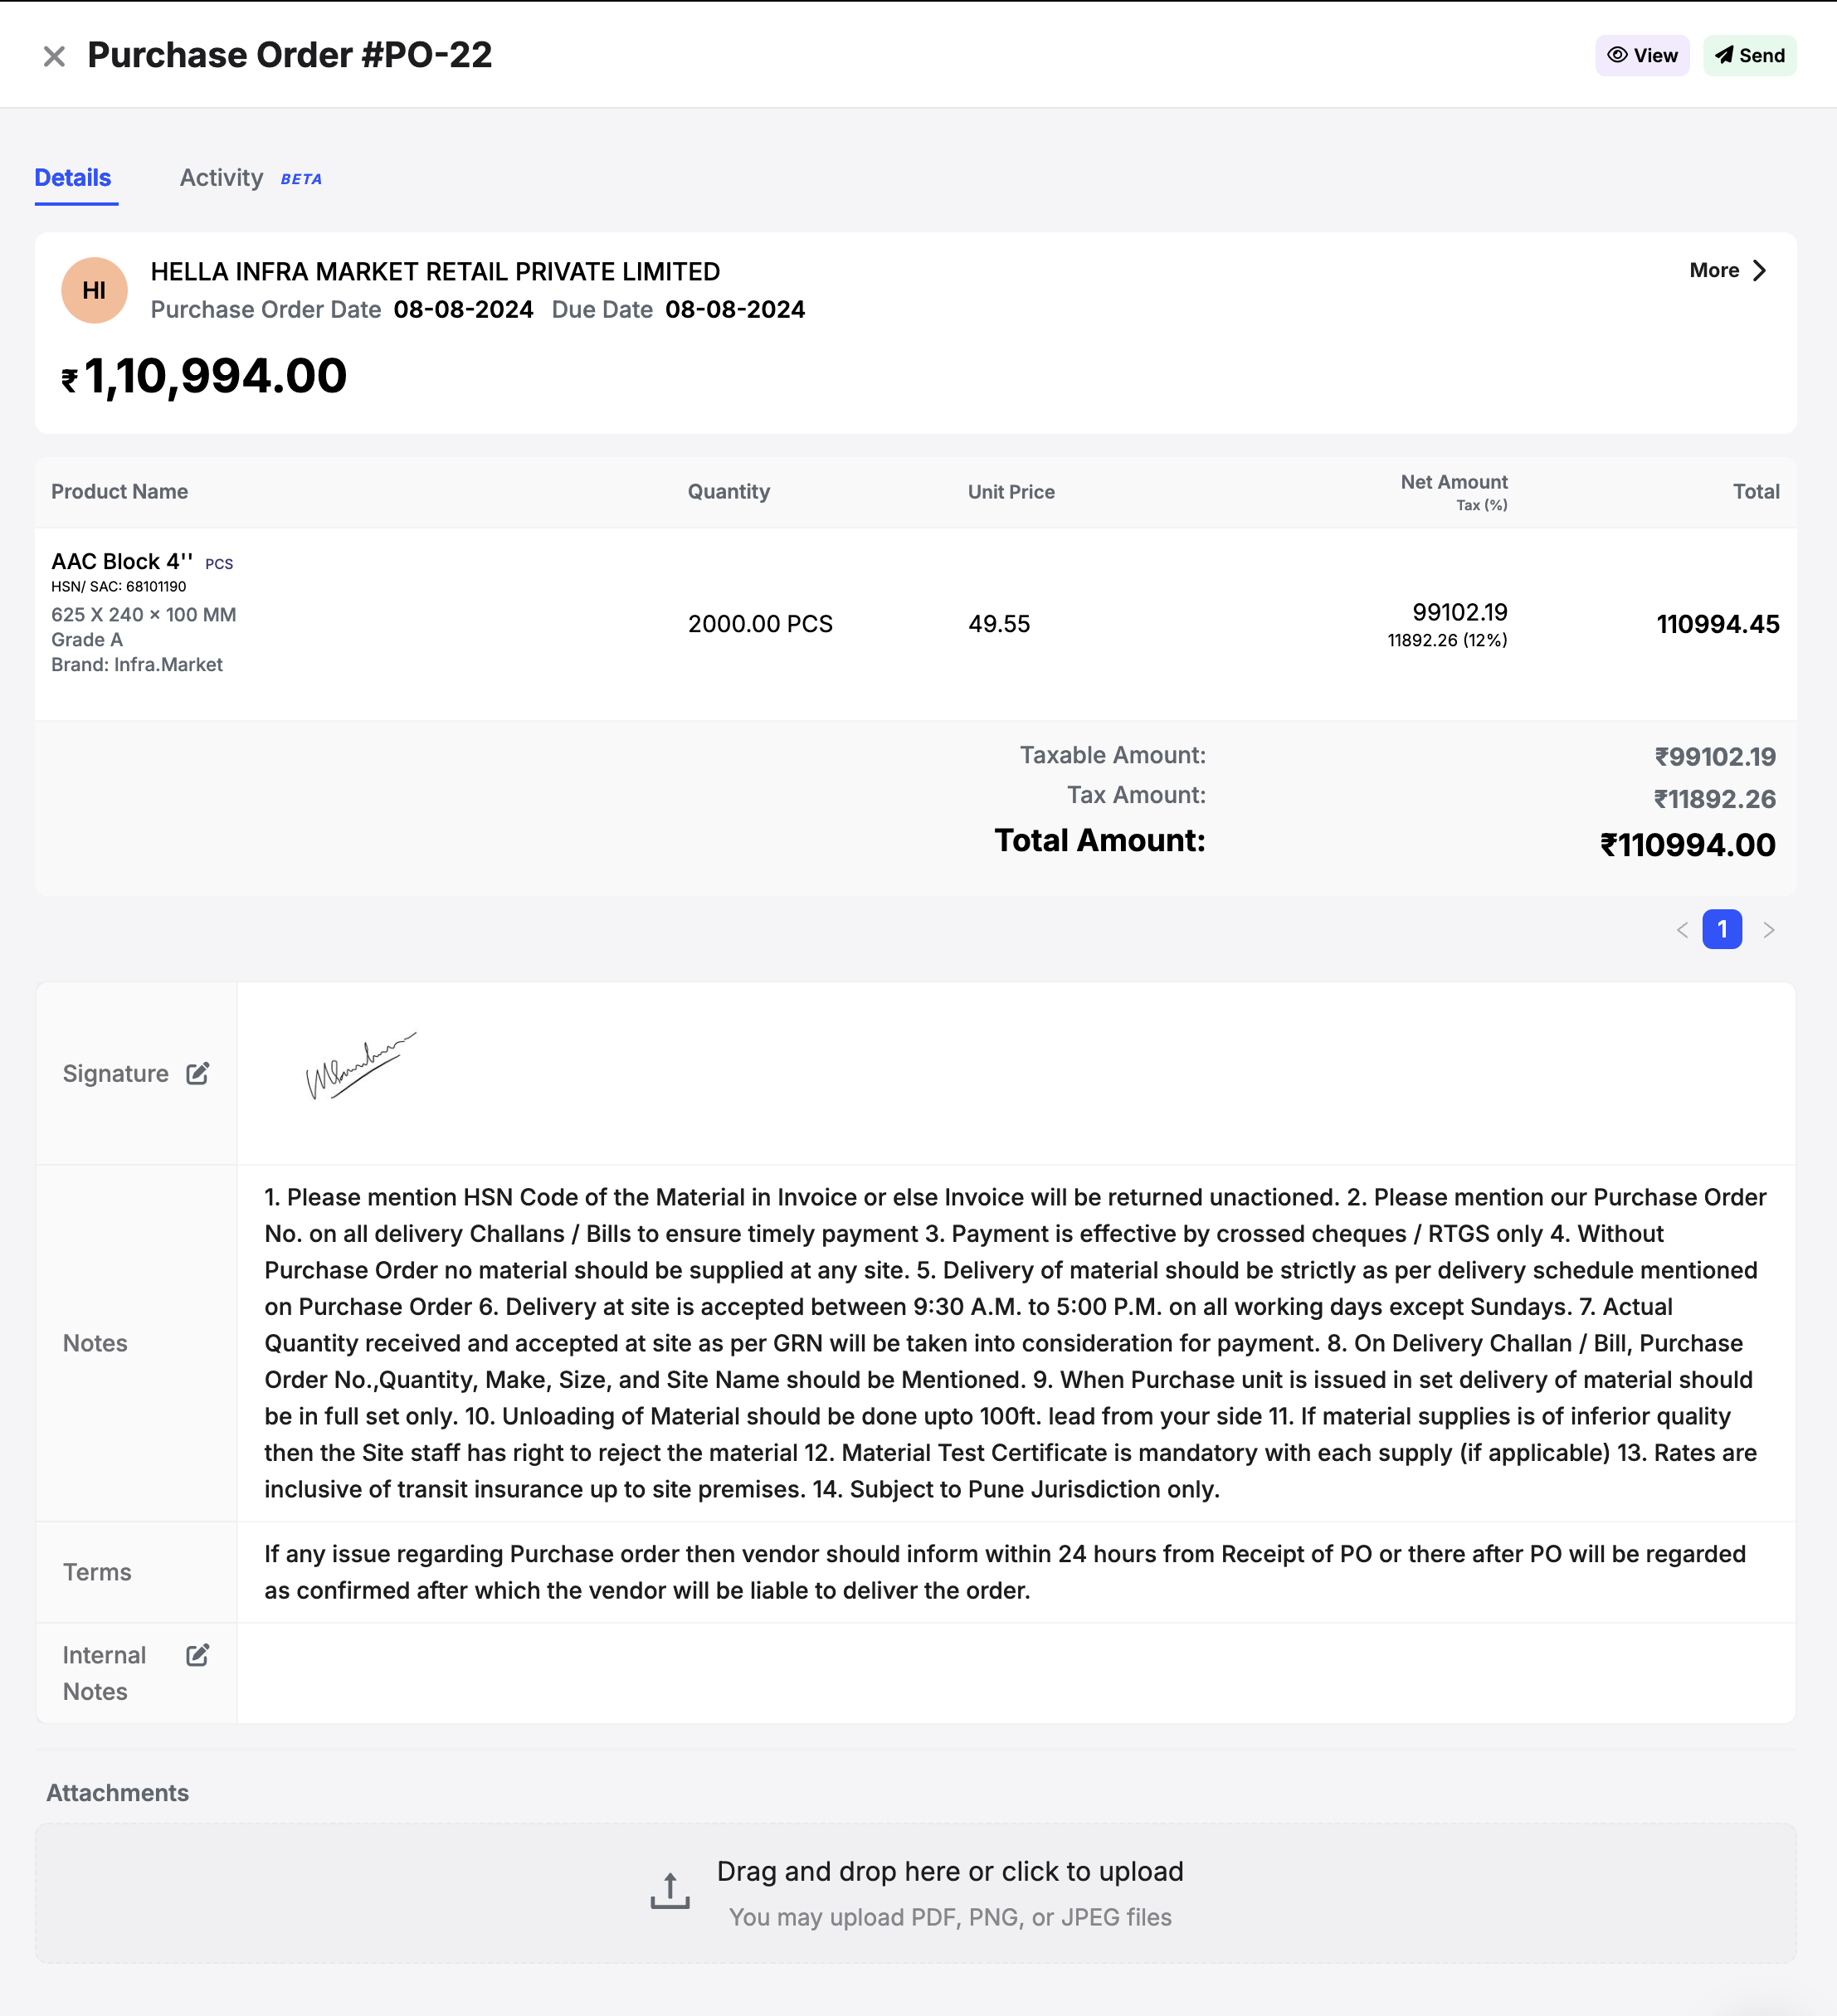 Purchase Order #PO-22
View
Send
Details
Activity BETA
HI
HELLA INFRA MARKET RETAIL PRIVATE LIMITED
More
Purchase Order Date 08-08-2024 Due Date 08-08-2024
₹1,10,994.00
Product Name Quantity Unit Price Net Amount Total
Tax (%)
AAC Block 4'' PCS
HSN/ SAC: 68101190
625 X 240 × 100 MM
Grade A
Brand: Infra.Market
2000.00 PCS 49.55 99102.19 110994.45
11892.26 (12%)
Taxable Amount: ₹99102.19
Tax Amount: ₹11892.26
Total Amount: ₹110994.00
< 1 >
Signature
Notes
1. Please mention HSN Code of the Material in Invoice or else Invoice will be returned unactioned. 2. Please mention our Purchase Order
No. on all delivery Challans / Bills to ensure timely payment 3. Payment is effective by crossed cheques / RTGS only 4. Without
Purchase Order no material should be supplied at any site. 5. Delivery of material should be strictly as per delivery schedule mentioned
on Purchase Order 6. Delivery at site is accepted between 9:30 A.M. to 5:00 P.M. on all working days except Sundays. 7. Actual
Quantity received and accepted at site as per GRN will be taken into consideration for payment. 8. On Delivery Challan / Bill, Purchase
Order No.,Quantity, Make, Size, and Site Name should be Mentioned. 9. When Purchase unit is issued in set delivery of material should
be in full set only. 10. Unloading of Material should be done upto 100ft. lead from your side 11. If material supplies is of inferior quality
then the Site staff has right to reject the material 12. Material Test Certificate is mandatory with each supply (if applicable) 13. Rates are
inclusive of transit insurance up to site premises. 14. Subject to Pune Jurisdiction only.
Terms
If any issue regarding Purchase order then vendor should inform within 24 hours from Receipt of PO or there after PO will be regarded
as confirmed after which the vendor will be liable to deliver the order.
Internal
Notes
Attachments
Drag and drop here or click to upload
You may upload PDF, PNG, or JPEG files